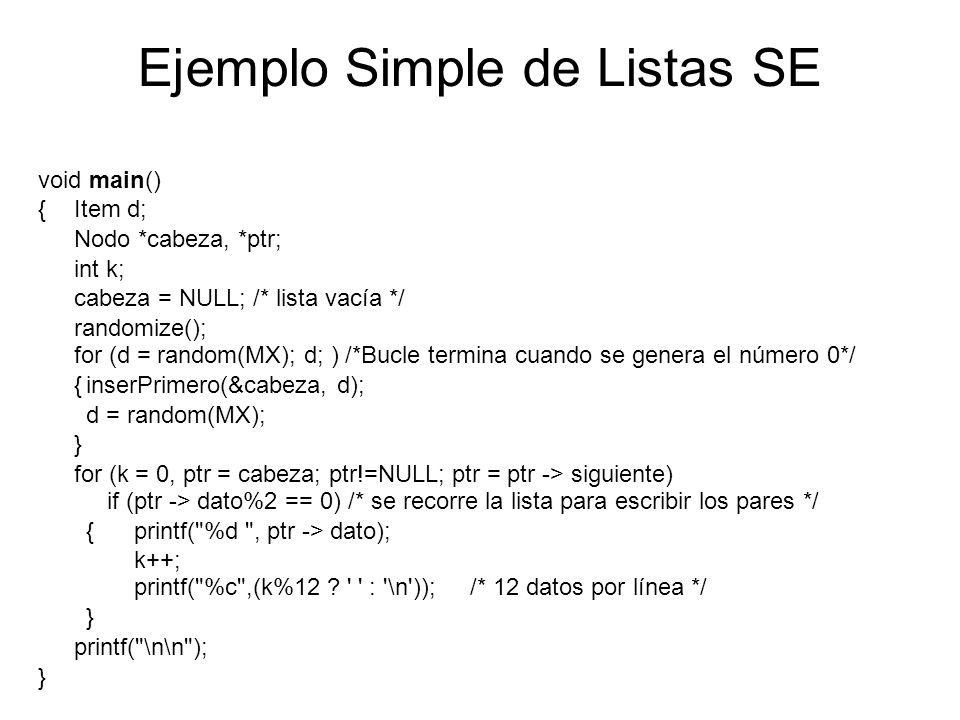 Ejemplo Simple de Listas SE
void main()
{ Item d;
Nodo *cabeza, *ptr;
int k;
cabeza = NULL; /* lista vacía */
randomize();
for (d = random(MX); d; ) /*Bucle termina cuando se genera el número 0*/
{ inserPrimero(&cabeza, d);
d = random(MX);
}
for (k = 0, ptr = cabeza; ptr!=NULL; ptr = ptr -> siguiente)
if (ptr -> dato%2 == 0) /* se recorre la lista para escribir los pares */
{ printf("%d ", ptr -> dato);
k++;
printf("%c",(k%12 ? ' ' : '\n')); /* 12 datos por línea */
}
printf("\n\n");
}